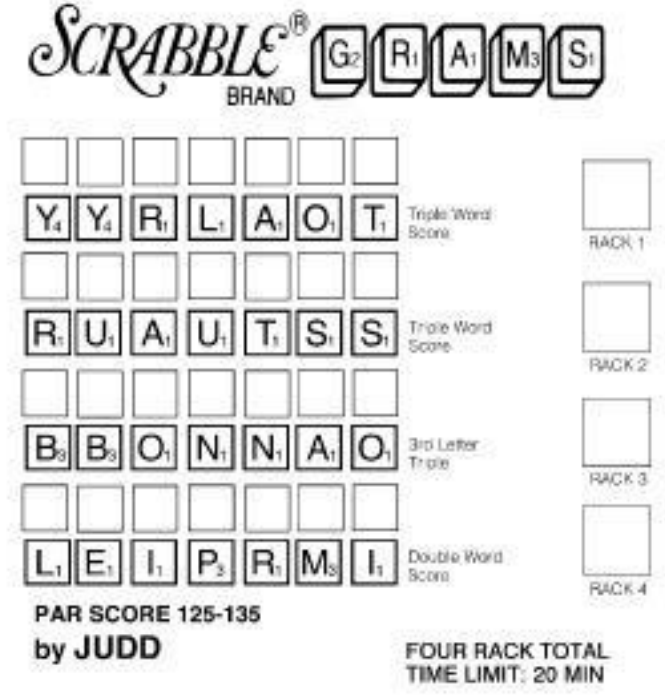 SCRABBLE® G2 R1 A1 M3 S1
BRAND
Y4 Y4 R1 L1 A1 O1 T1 Triple Word
Score
RACK 1
R1 U1 A1 U1 T1 S1 S1 Triple Word
Score
RACK 2
B3 B3 O1 N1 N1 A1 O1 3rd Letter
Triple
RACK 3
L1 E1 I1 P3 R1 M3 I1 Double Word
Score
RACK 4
PAR SCORE 125-135
by JUDD
FOUR RACK TOTAL
TIME LIMIT: 20 MIN